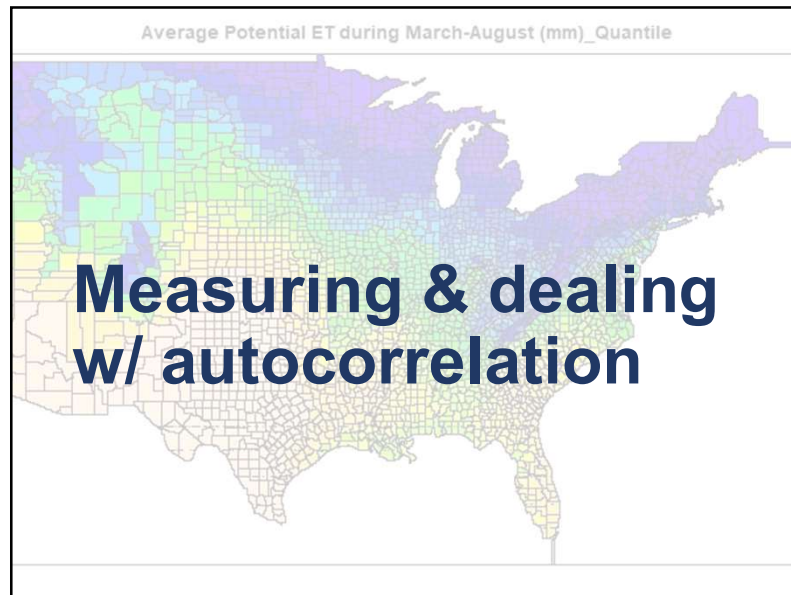 Average Potential ET during March-August (mm)_Quantile
Measuring & dealing
w/ autocorrelation